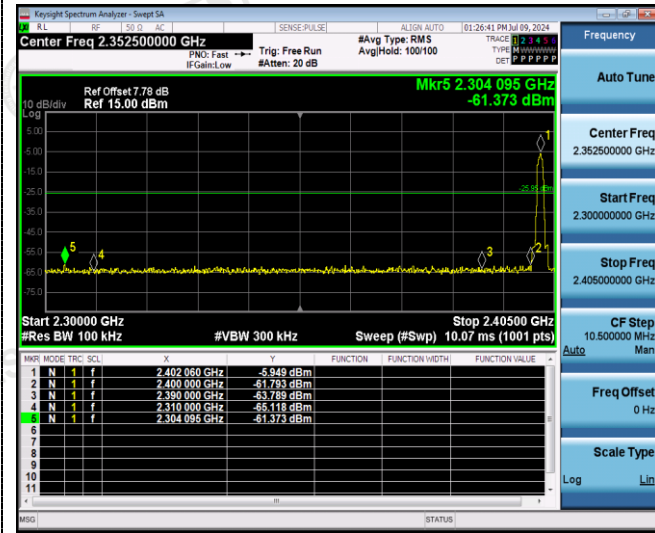 Keysight Spectrum Analyzer - Swept SA
RL RF 50 Ω AC SENSE:PULSE ALIGN AUTO 01:26:41 PM Jul 09, 2024
Center Freq 2.352500000 GHz
PNO: Fast
IFGain:Low
Trig: Free Run
#Atten: 20 dB
#Avg Type: RMS
Avg|Hold: 100/100
TRACE 1 2 3 4 5 6
TYPE M W W W W W
DET P P P P P P
Mkr5 2.304 095 GHz
-61.373 dBm
Ref Offset 7.78 dB
10 dB/div Ref 15.00 dBm
Log
5.00
-5.00
-15.0
-25.0
-35.0
-45.0
-55.0
-65.0
-75.0
1
-25.95 dBm
5
4
3
2
Start 2.30000 GHz Stop 2.40500 GHz
#Res BW 100 kHz #VBW 300 kHz Sweep (#Swp) 10.07 ms (1001 pts)
MKR MODE TRC SCL X Y FUNCTION FUNCTION WIDTH FUNCTION VALUE
1 N 1 f 2.402 060 GHz -5.949 dBm
2 N 1 f 2.400 000 GHz -61.793 dBm
3 N 1 f 2.390 000 GHz -63.789 dBm
4 N 1 f 2.310 000 GHz -65.118 dBm
5 N 1 f 2.304 095 GHz -61.373 dBm
6
7
8
9
10
11
MSG STATUS
Frequency
Auto Tune
Center Freq
2.352500000 GHz
Start Freq
2.300000000 GHz
Stop Freq
2.405000000 GHz
CF Step
10.500000 MHz
Auto Man
Freq Offset
0 Hz
Scale Type
Log Lin